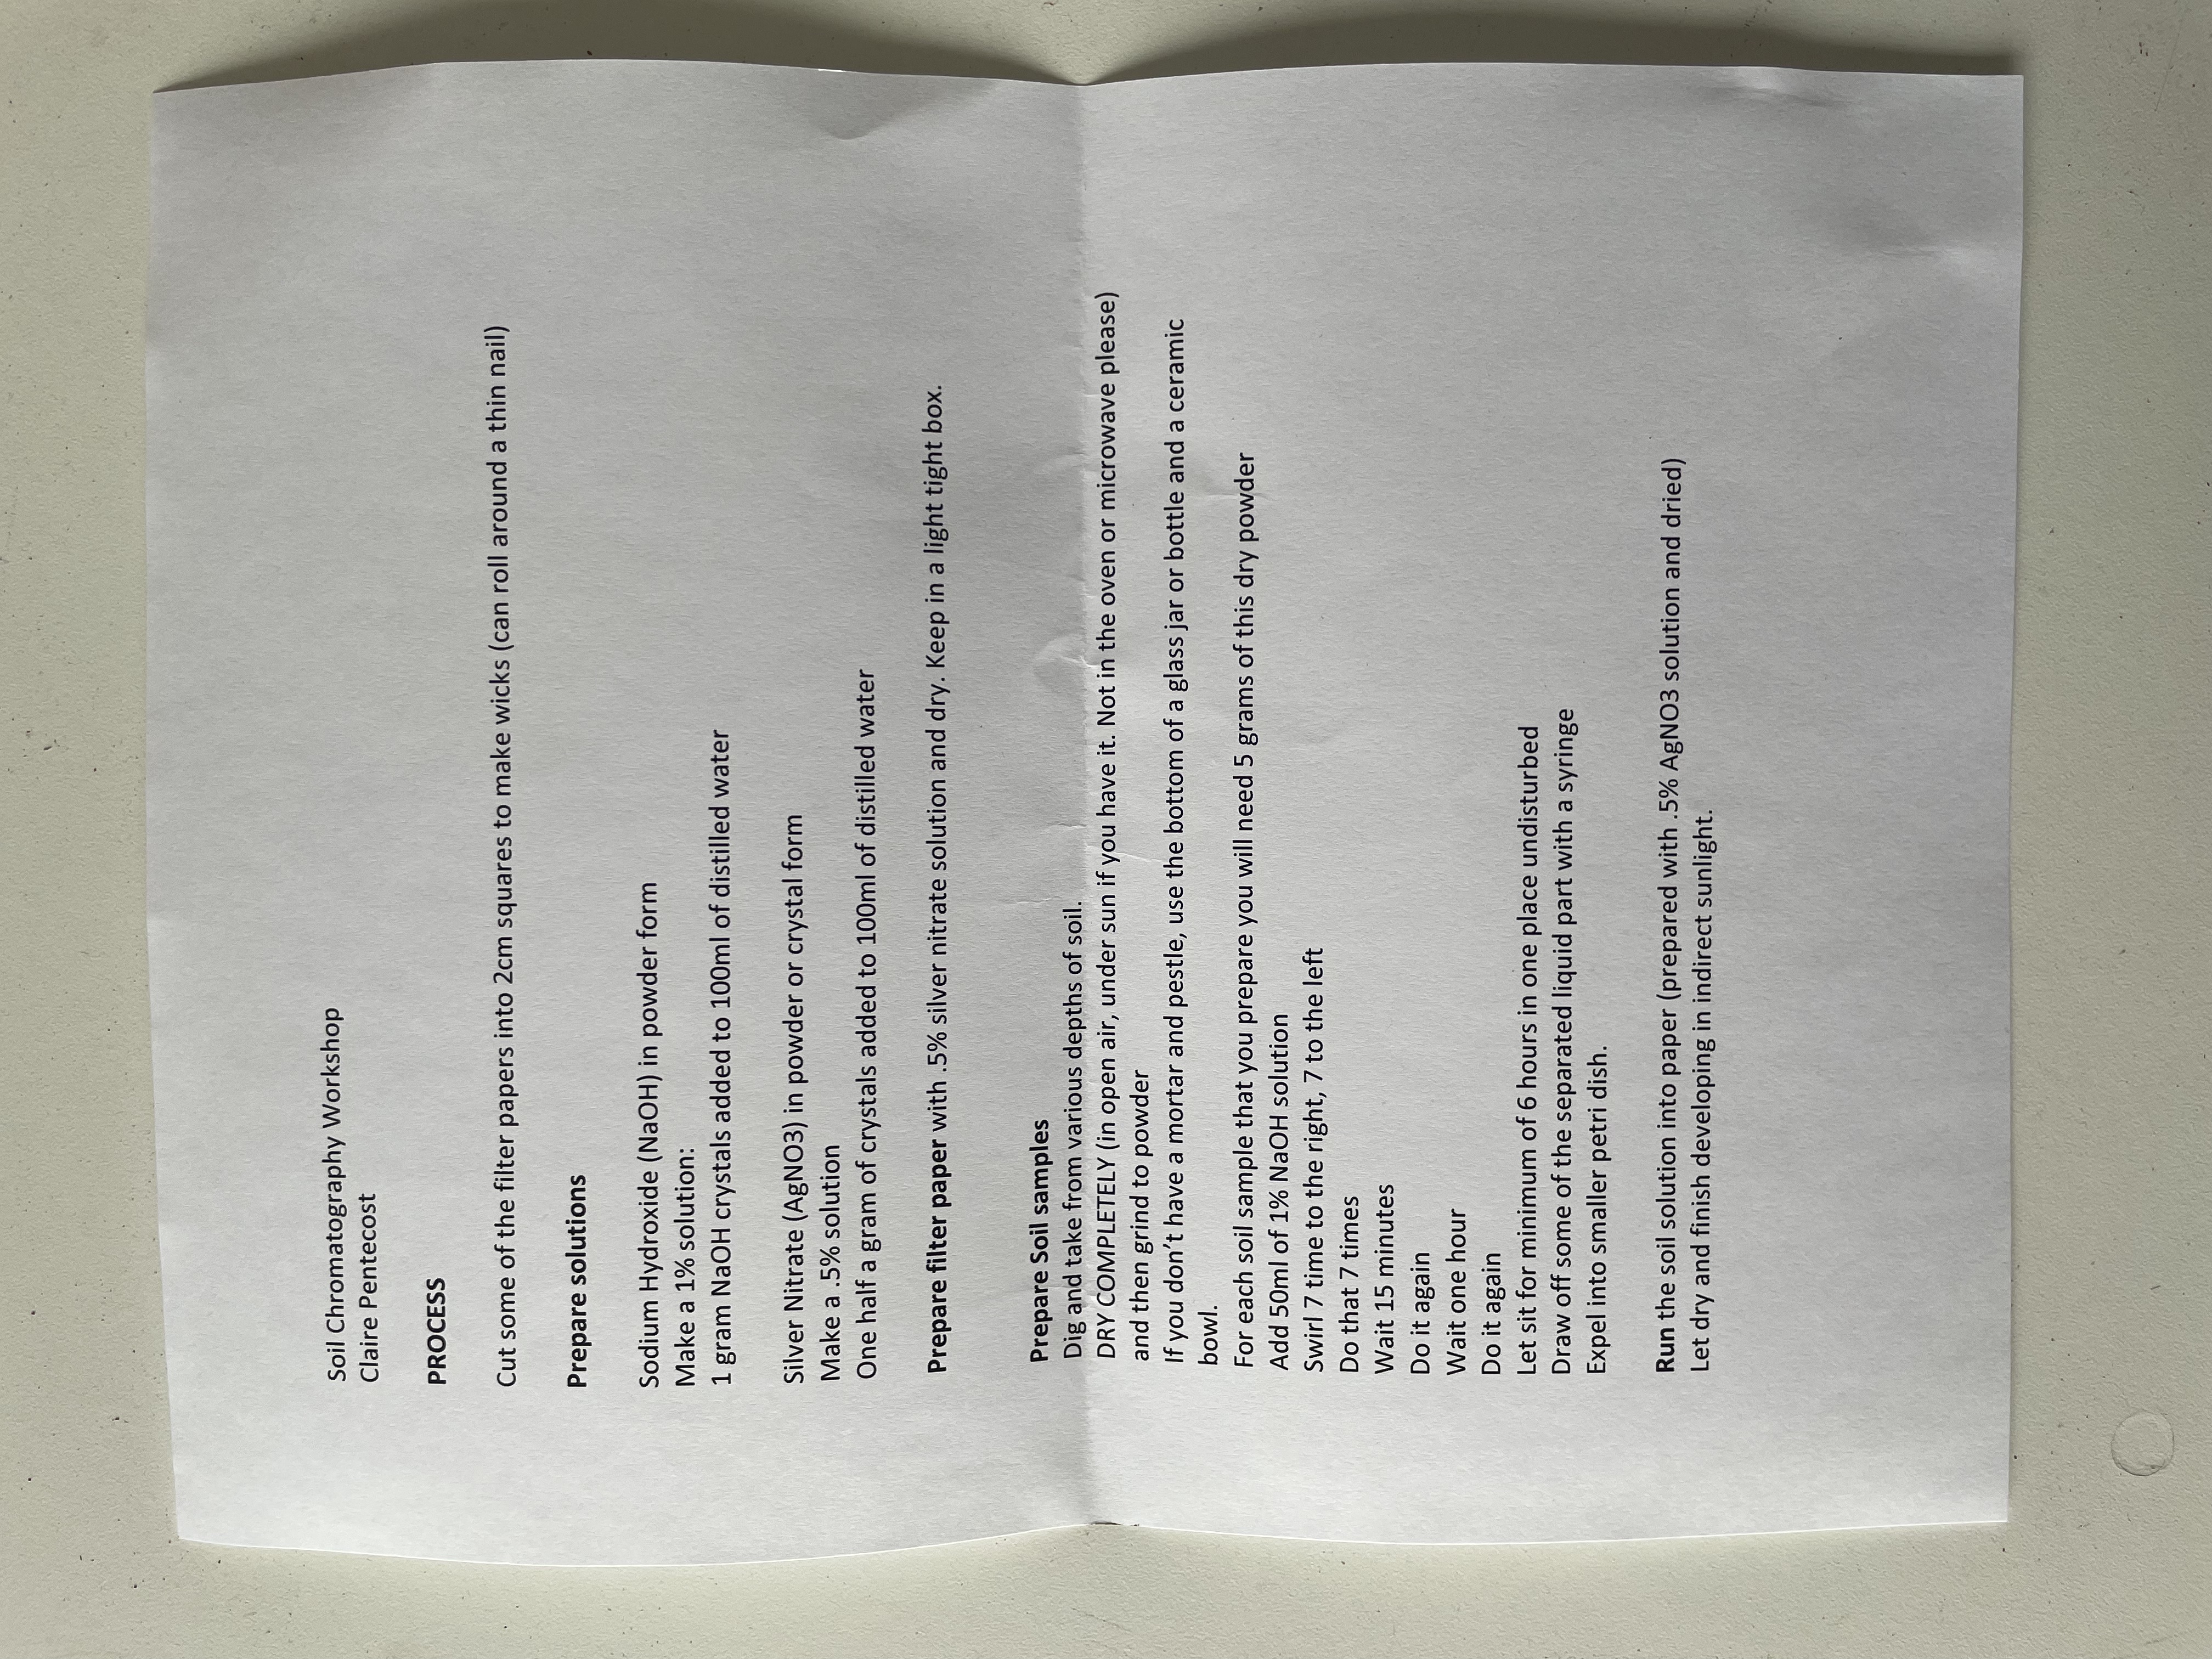 Soil Chromatography Workshop
Claire Pentecost
PROCESS
Cut some of the filter papers into 2cm squares to make wicks (can roll around a thin nail)
Prepare solutions
Sodium Hydroxide (NaOH) in powder form
Make a 1% solution:
1 gram NaOH crystals added to 100ml of distilled water
Silver Nitrate (AgNO3) in powder or crystal form
Make a .5% solution
One half a gram of crystals added to 100ml of distilled water
Prepare filter paper with .5% silver nitrate solution and dry. Keep in a light tight box.
Prepare Soil samples
Dig and take from various depths of soil.
DRY COMPLETELY (in open air, under sun if you have it. Not in the oven or microwave please)
and then grind to powder
If you don’t have a mortar and pestle, use the bottom of a glass jar or bottle and a ceramic
bowl.
For each soil sample that you prepare you will need 5 grams of this dry powder
Add 50ml of 1% NaOH solution
Swirl 7 time to the right, 7 to the left
Do that 7 times
Wait 15 minutes
Do it again
Wait one hour
Do it again
Let sit for minimum of 6 hours in one place undisturbed
Draw off some of the separated liquid part with a syringe
Expel into smaller petri dish.
Run the soil solution into paper (prepared with .5% AgNO3 solution and dried)
Let dry and finish developing in indirect sunlight.